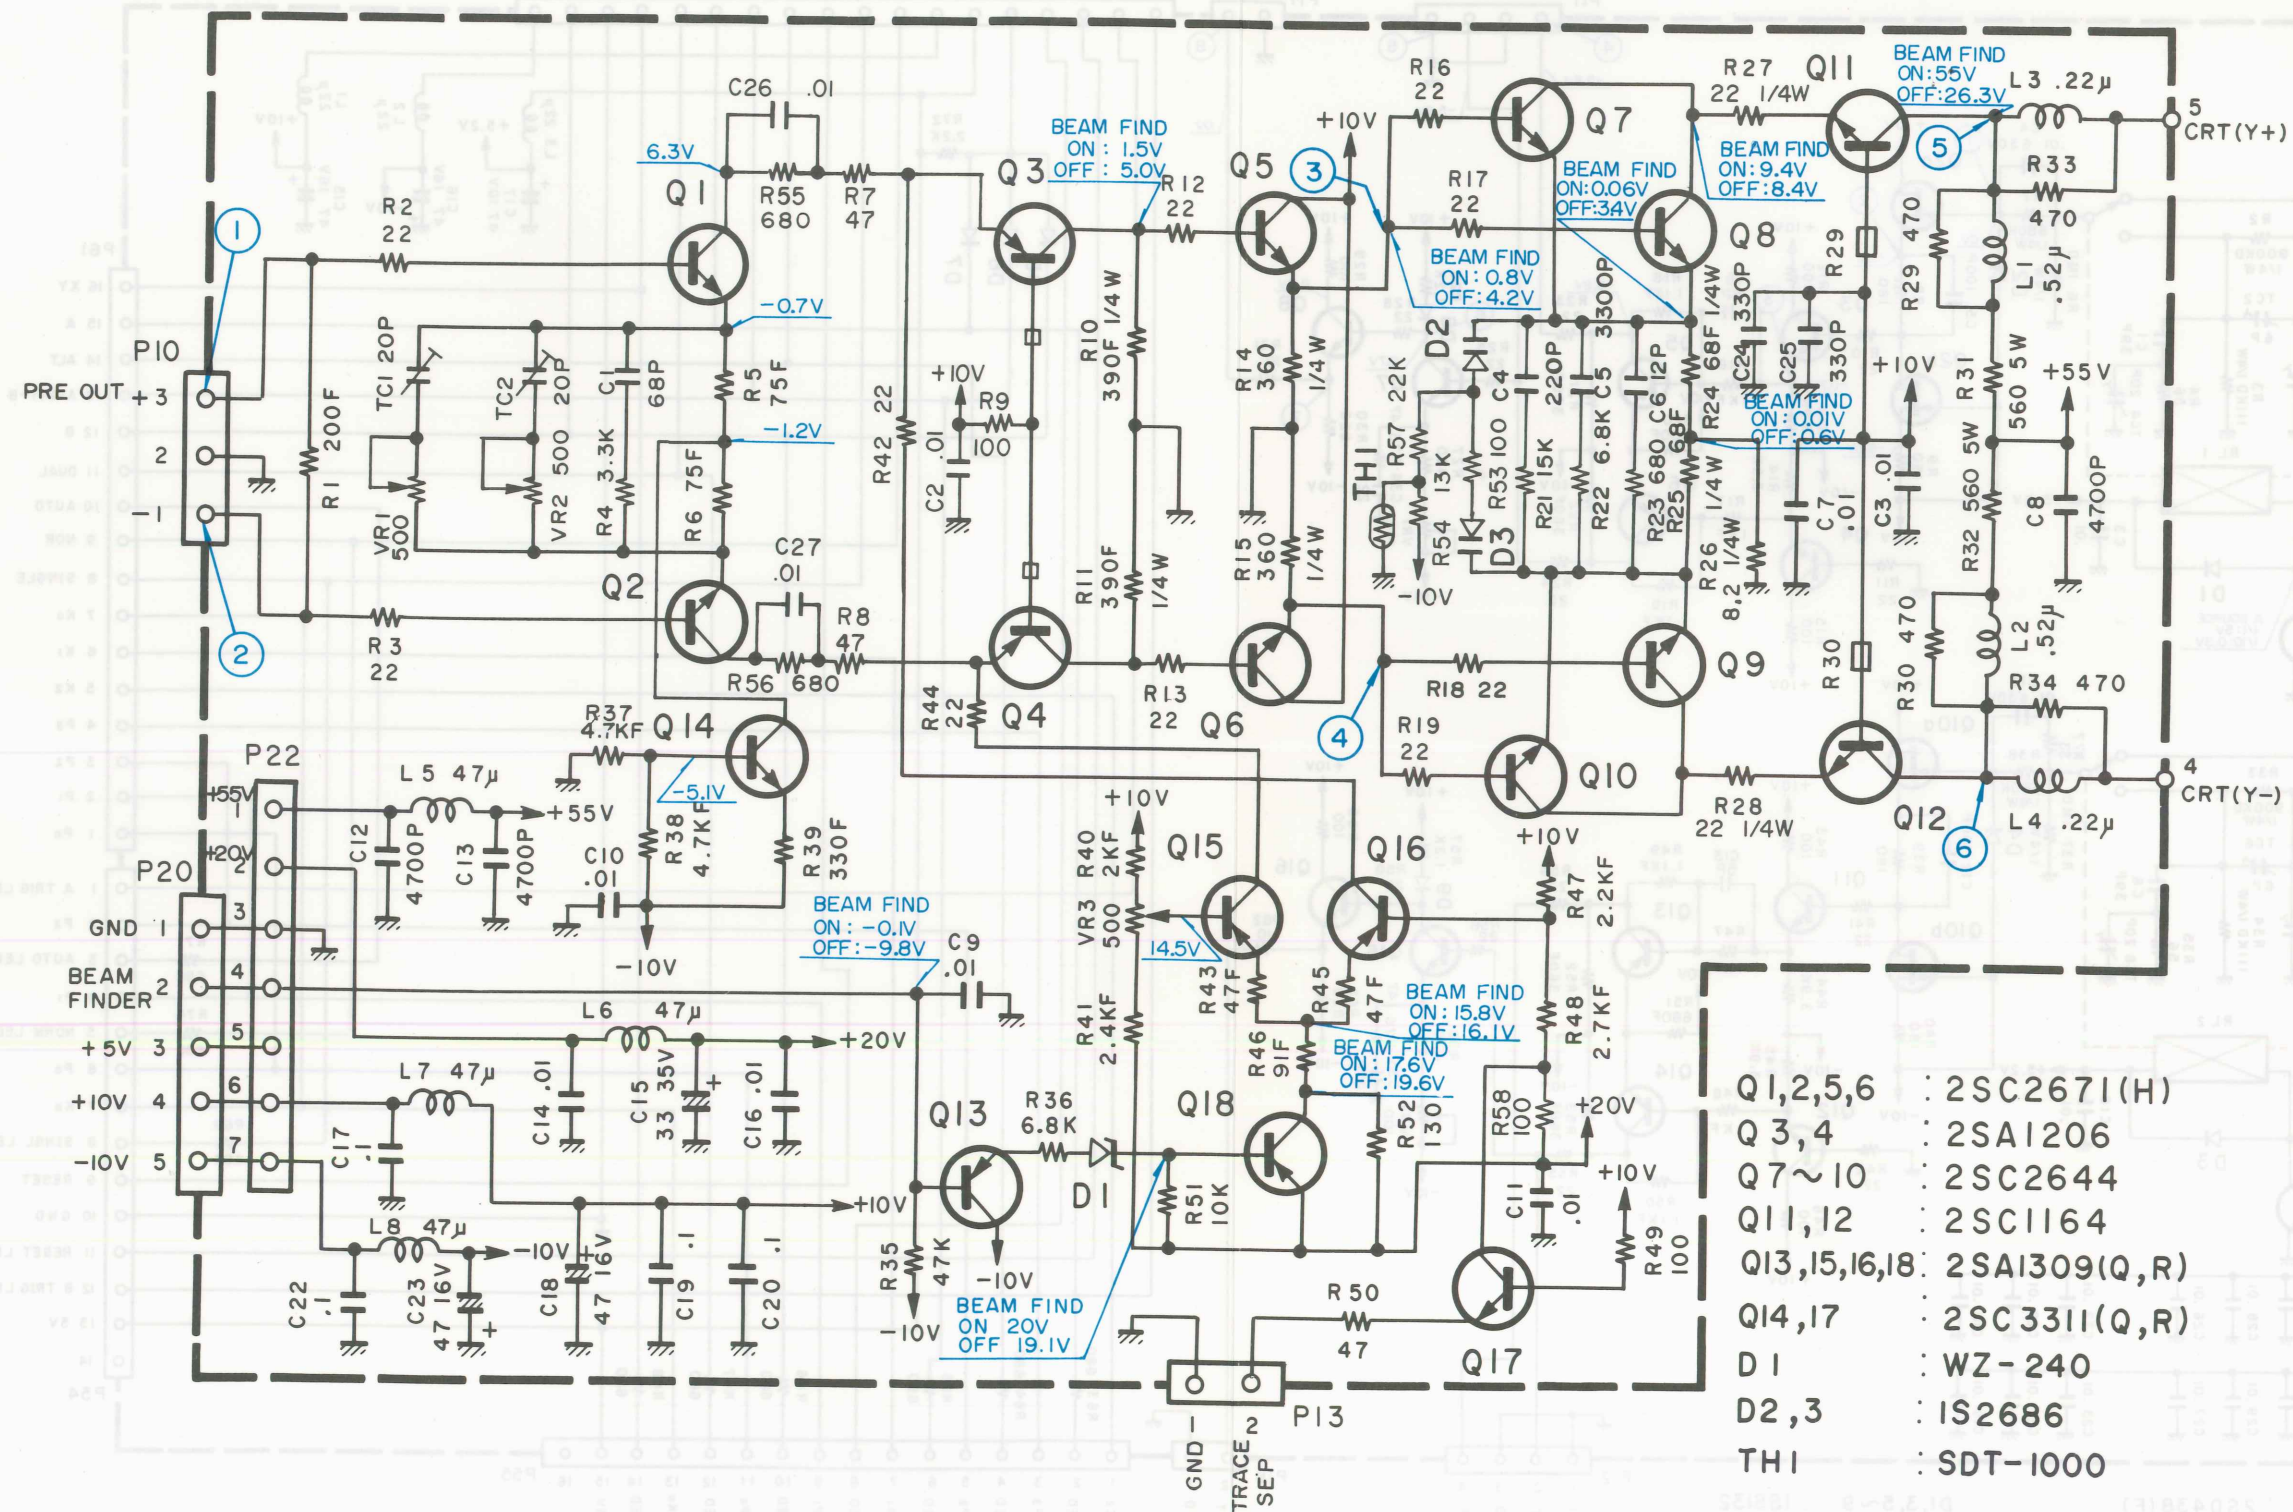 C26 .01
6.3V
R55
680
R7
47
Q1
R2
22
1
BEAM FIND
ON : 1.5V
OFF : 5.0V
Q3
R12
22
Q5
+10V
3
R16
22
Q7
R17
22
BEAM FIND
ON:0.06V
OFF:34V
R27
22 1/4W
Q11
BEAM FIND
ON:55V
OFF:26.3V
L3 .22μ
5
CRT(Y+)
5
BEAM FIND
ON:9.4V
OFF:8.4V
R33
470
Q8
BEAM FIND
ON:0.8V
OFF:4.2V
R29
R29 470
L1
.52μ
-0.7V
P10
PRE OUT
+ 3
2
- 1
R1 200F
TC1 20P
TC2
20P
C1
68P
R5
75F
-1.2V
VR1
500
VR2 500
R4 3.3K
R6 75F
R42 22
+10V
R9
100
C2 .01
R10
390F 1/4W
R14
360
1/4W
R57 22K
D2
C4
220P
C5
3300P
C6
12P
R24 68F 1/4W
C24
330P
C25
330P
+10V
R31
560 5W
+55V
BEAM FIND
ON :0.01V
OFF:0.6V
TH1
R54
13K
R53 100
D3
R21 15K
R22 6.8K
R23 680
R25
68F
1/4W
R26
8,2 1/4W
C7
.01
C3 .01
R32 560 5W
C8
4700P
-10V
2
Q2
R3
22
C27
.01
R8
47
R56 680
R11
390F
1/4W
R15
360
1/4W
R44
22
Q4
R13
22
Q6
4
R18 22
Q9
R19
22
Q10
R30
R30 470
L2
.52μ
R34 470
4
CRT(Y-)
R28
22 1/4W
Q12
L4 .22μ
6
R37
4.7KF
Q14
-5.1V
R38
4.7KF
R39
330F
C10
.01
-10V
P22
+55V
1
+20V
2
3
4
5
6
7
L5 47μ
+55V
C12
4700P
C13
4700P
P20
GND 1
BEAM
FINDER 2
+5V 3
+10V 4
-10V 5
BEAM FIND
ON : -0.1V
OFF:-9.8V
C9
.01
+10V
R40
2KF
VR3
500
R41
2.4KF
Q15
14.5V
Q16
R43
47F
R45
47F
+10V
R47
2.2KF
R48
2.7KF
BEAM FIND
ON:15.8V
OFF:16.1V
R46
91F
BEAM FIND
ON:17.6V
OFF:19.6V
L6 47μ
+20V
C14 .01
C15
33 35V
+
C16 .01
L7 47μ
C17
.1
+10V
L8 47μ
-10V
C22
.1
C23
47 16V
+
C18
47 16V
+
C19
.1
C20
.1
Q13
R36
6.8K
D1
R35
47K
-10V
-10V
BEAM FIND
ON 20V
OFF 19.1V
Q18
R51
10K
R52
130
R58
100
+20V
C11
.01
+10V
R49
100
R50
47
Q17
P13
1
2
GND
TRACE
SEP
Q1,2,5,6 : 2SC2671(H)
Q3,4 : 2SA1206
Q7~10 : 2SC2644
Q11,12 : 2SC1164
Q13,15,16,18 : 2SA1309(Q,R)
Q14,17 : 2SC3311(Q,R)
D1 : WZ-240
D2,3 : 1S2686
TH1 : SDT-1000